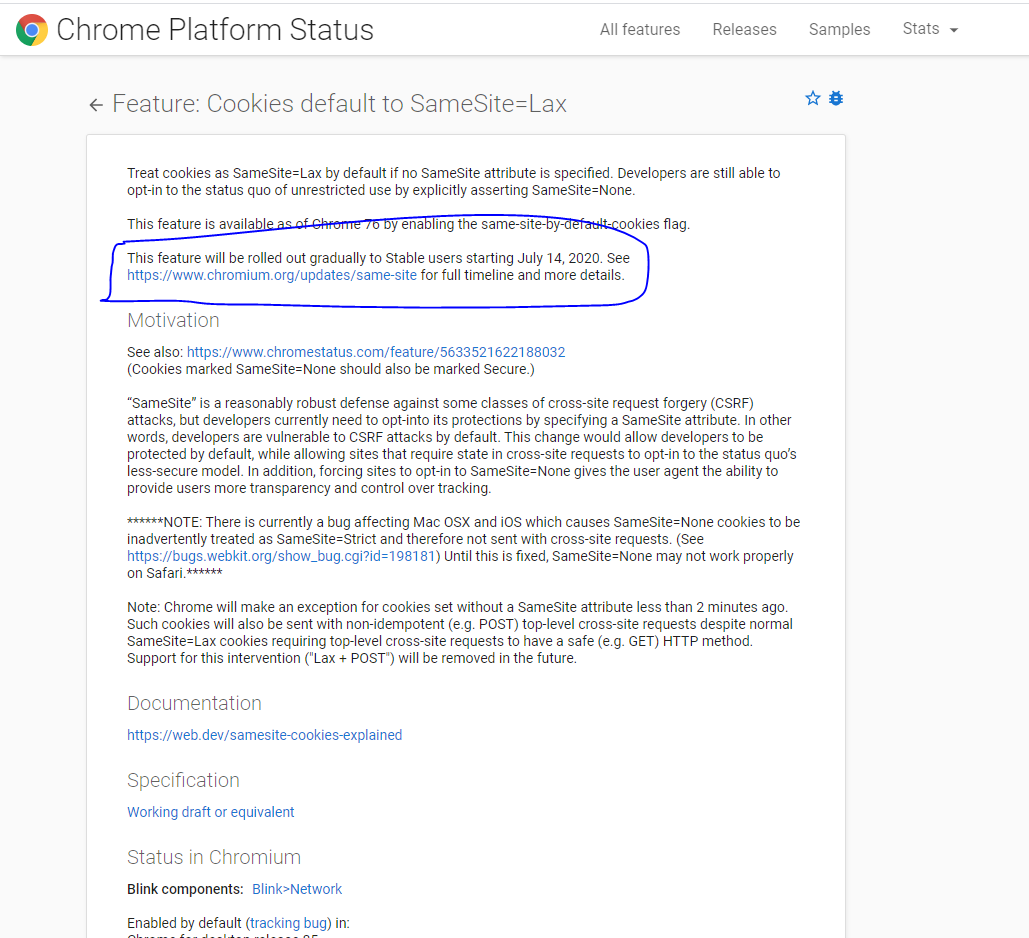 Chrome Platform Status
All features Releases Samples Stats
← Feature: Cookies default to SameSite=Lax
Treat cookies as SameSite=Lax by default if no SameSite attribute is specified. Developers are still able to
opt-in to the status quo of unrestricted use by explicitly asserting SameSite=None.
This feature is available as of Chrome 76 by enabling the same-site-by-default-cookies flag.
This feature will be rolled out gradually to Stable users starting July 14, 2020. See
https://www.chromium.org/updates/same-site for full timeline and more details.
Motivation
See also: https://www.chromestatus.com/feature/5633521622188032
(Cookies marked SameSite=None should also be marked Secure.)
“SameSite” is a reasonably robust defense against some classes of cross-site request forgery (CSRF)
attacks, but developers currently need to opt-into its protections by specifying a SameSite attribute. In other
words, developers are vulnerable to CSRF attacks by default. This change would allow developers to be
protected by default, while allowing sites that require state in cross-site requests to opt-in to the status quo’s
less-secure model. In addition, forcing sites to opt-in to SameSite=None gives the user agent the ability to
provide users more transparency and control over tracking.
******NOTE: There is currently a bug affecting Mac OSX and iOS which causes SameSite=None cookies to be
inadvertently treated as SameSite=Strict and therefore not sent with cross-site requests. (See
https://bugs.webkit.org/show_bug.cgi?id=198181) Until this is fixed, SameSite=None may not work properly
on Safari.******
Note: Chrome will make an exception for cookies set without a SameSite attribute less than 2 minutes ago.
Such cookies will also be sent with non-idempotent (e.g. POST) top-level cross-site requests despite normal
SameSite=Lax cookies requiring top-level cross-site requests to have a safe (e.g. GET) HTTP method.
Support for this intervention ("Lax + POST") will be removed in the future.
Documentation
https://web.dev/samesite-cookies-explained
Specification
Working draft or equivalent
Status in Chromium
Blink components: Blink>Network
Enabled by default (tracking bug) in: